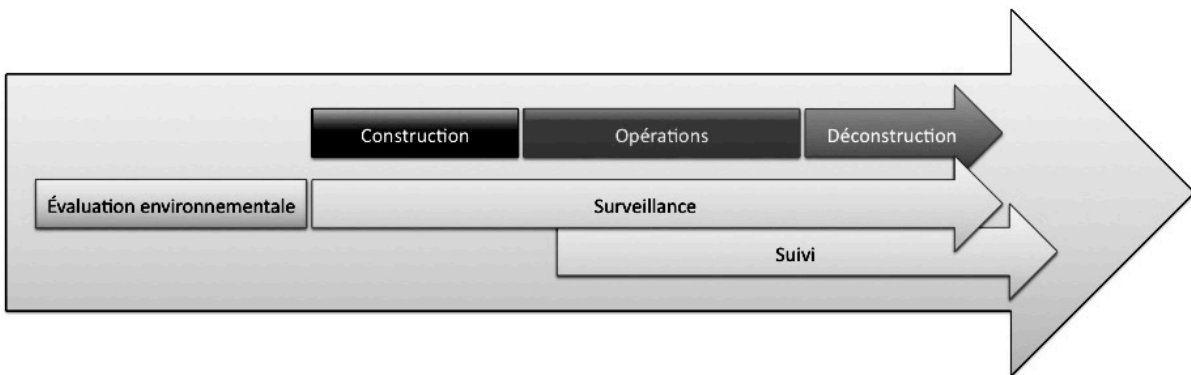 Construction
Opérations
Déconstruction
Évaluation environnementale
Surveillance
Suivi